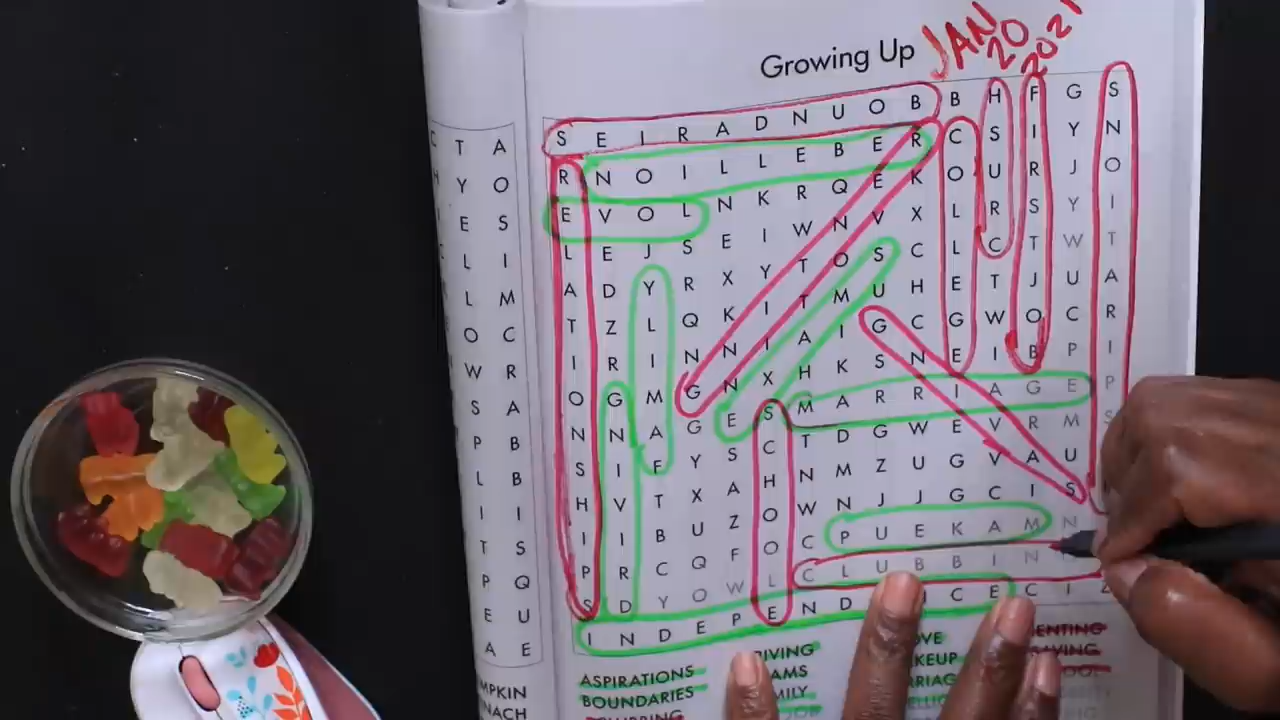 Growing Up
JAN 20 2021
S E I R A D N U O B B H F G S
R N O I L L E B E R C S I Y N
E V O L N K R Q E K O U R J O
L E J S E I W N V X L R S Y I
A D Y R X Y T O S C L C T W T
T Z L Q K I T M U H E T J U A
I R I N N I A I G C G W O C R
O G M G N X H K S N E I B P I
N N A G E S M A R R I A G E P
S I F Y S C T D G W E V R M S
H V T X A H N M Z U G V A U
I I B U Z O W N J J G C I S
P R C Q F O C P U E K A M N
S D Y O W L C L U B B I N
I N D E P E N D I C E C I Z
ASPIRATIONS
BOUNDARIES
C T A
Y O
E S
L I
L M
O C
W R
S A
P B
L B
I I
T S
P Q
E U
A E